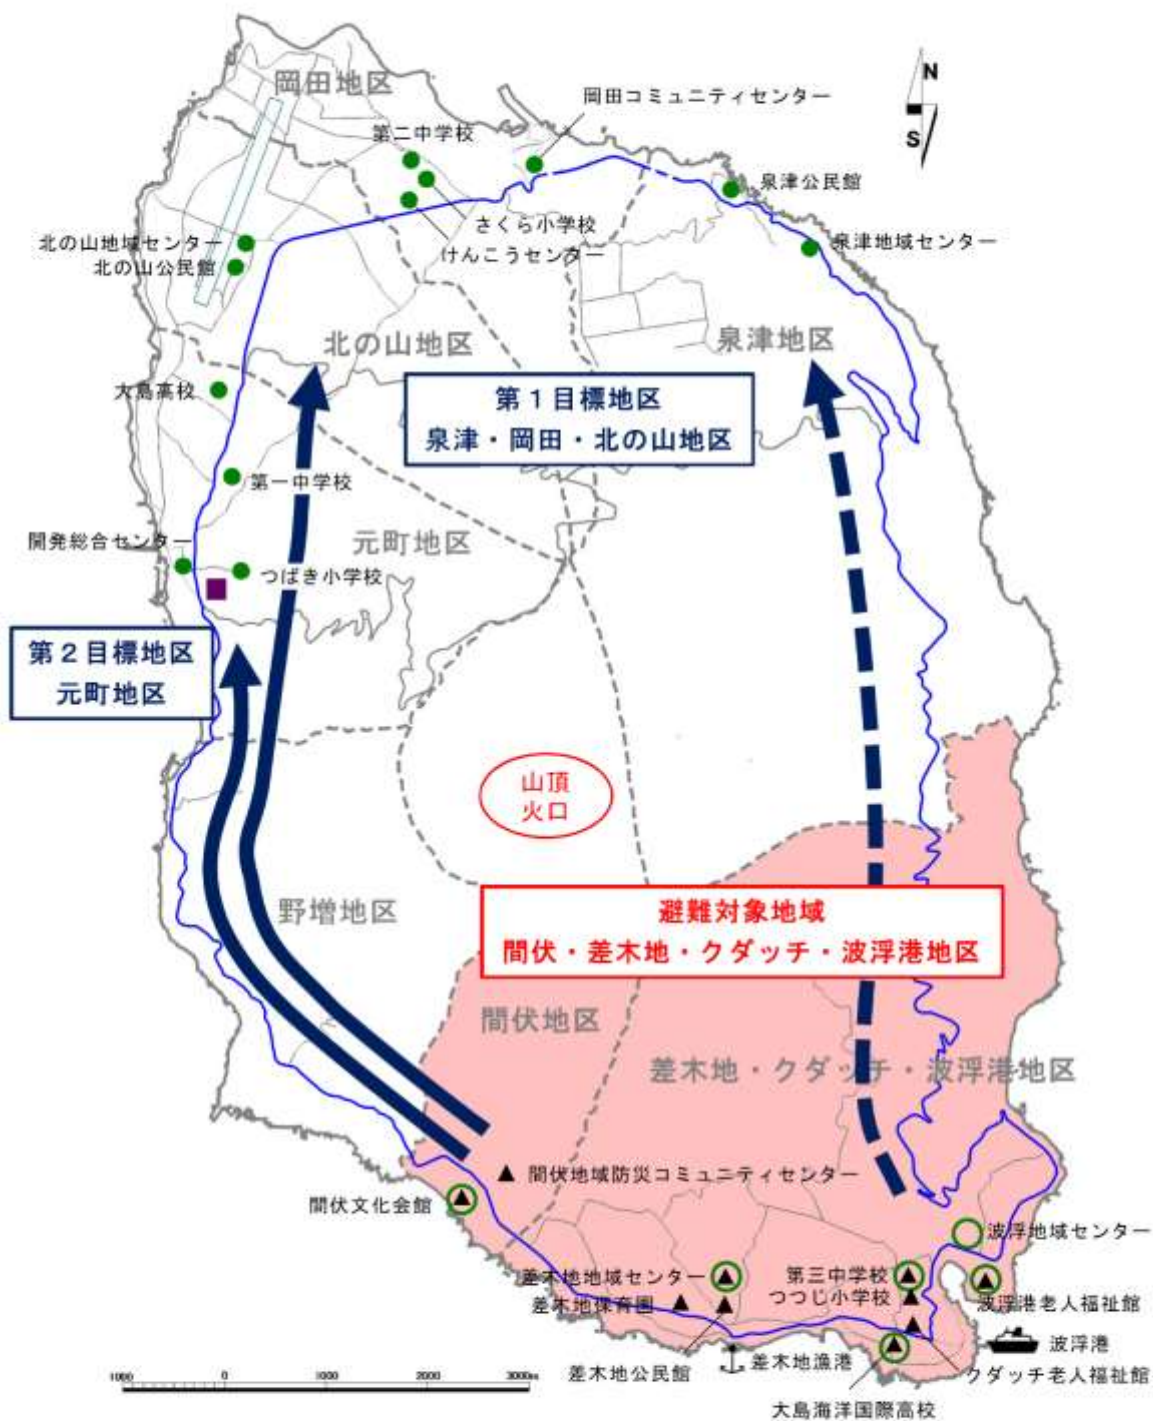 岡田地区
岡田コミュニティセンター
N
S
第二中学校
泉津公民館
さくら小学校
北の山地域センター
けんこうセンター
泉津地域センター
北の山公民館
北の山地区
泉津地区
大島高校
第１目標地区
泉津・岡田・北の山地区
第一中学校
開発総合センター
元町地区
つばき小学校
第２目標地区
元町地区
山頂
火口
野増地区
避難対象地域
間伏・差木地・クダッチ・波浮港地区
間伏地区
差木地・クダッチ・波浮港地区
間伏地域防災コミュニティセンター
間伏文化会館
波浮地域センター
差木地地域センター
第三中学校
差木地保育園
つつじ小学校
波浮港老人福祉館
波浮港
差木地公民館
差木地漁港
クダッチ老人福祉館
大島海洋国際高校
1000 0 1000 2000 3000m